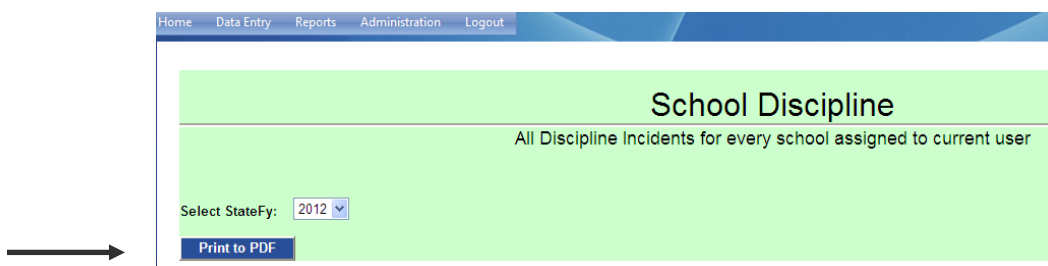 Home Data Entry Reports Administration Logout
School Discipline
All Discipline Incidents for every school assigned to current user
Select StateFy: 2012
Print to PDF